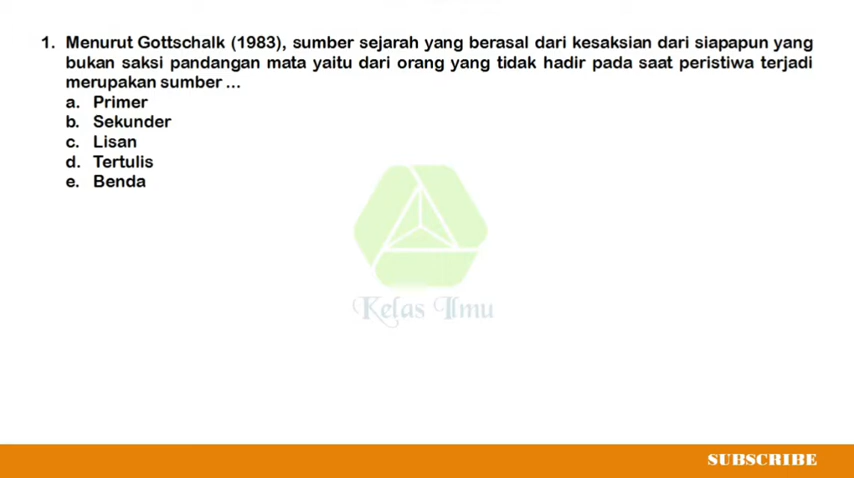 1. Menurut Gottschalk (1983), sumber sejarah yang berasal dari kesaksian dari siapapun yang
bukan saksi pandangan mata yaitu dari orang yang tidak hadir pada saat peristiwa terjadi
merupakan sumber ...
a. Primer
b. Sekunder
c. Lisan
d. Tertulis
e. Benda
Kelas Ilmu
SUBSCRIBE